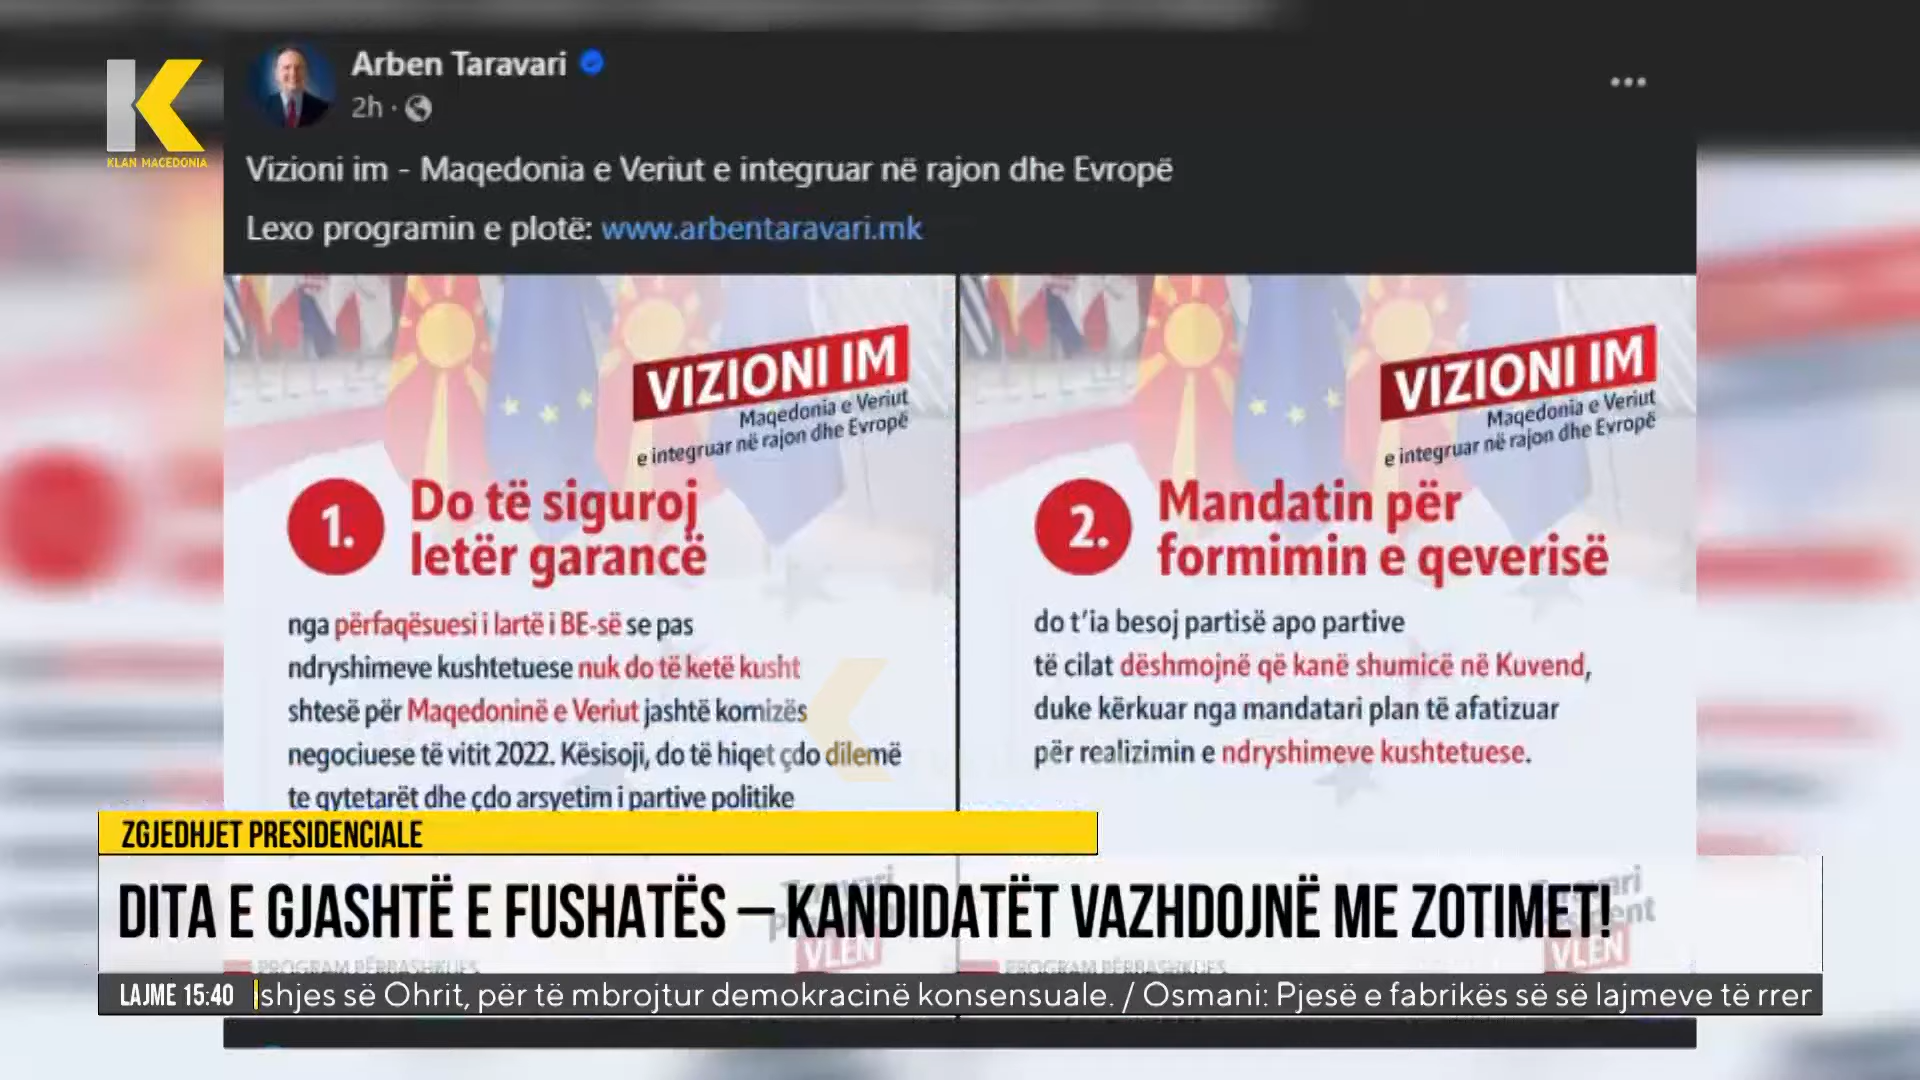 KLAN MACEDONIA
Arben Taravari
2h ·
Vizioni im - Maqedonia e Veriut e integruar në rajon dhe Evropë
Lexo programin e plotë: www.arbentaravari.mk
VIZIONI IM
Maqedonia e Veriut
e integruar në rajon dhe Evropë
1. Do të siguroj
letër garancë
nga përfaqësuesi i lartë i BE-së se pas
ndryshimeve kushtetuese nuk do të ketë kusht
shtesë për Maqedoninë e Veriut jashtë kornizës
negociuese të vitit 2022. Kësisoji, do të hiqet çdo dilemë
te qytetarët dhe çdo arsyetim i partive politike
VIZIONI IM
Maqedonia e Veriut
e integruar në rajon dhe Evropë
2. Mandatin për
formimin e qeverisë
do t'ia besoj partisë apo partive
të cilat dëshmojnë që kanë shumicë në Kuvend,
duke kërkuar nga mandatari plan të afatizuar
për realizimin e ndryshimeve kushtetuese.
ZGJEDHJET PRESIDENCIALE
DITA E GJASHTË E FUSHATËS – KANDIDATËT VAZHDOJNË ME ZOTIMET!
VLEN
VLEN
LAJME 15:40
shjes së Ohrit, për të mbrojtur demokracinë konsensuale. / Osmani: Pjesë e fabrikës së së lajmeve të rrer